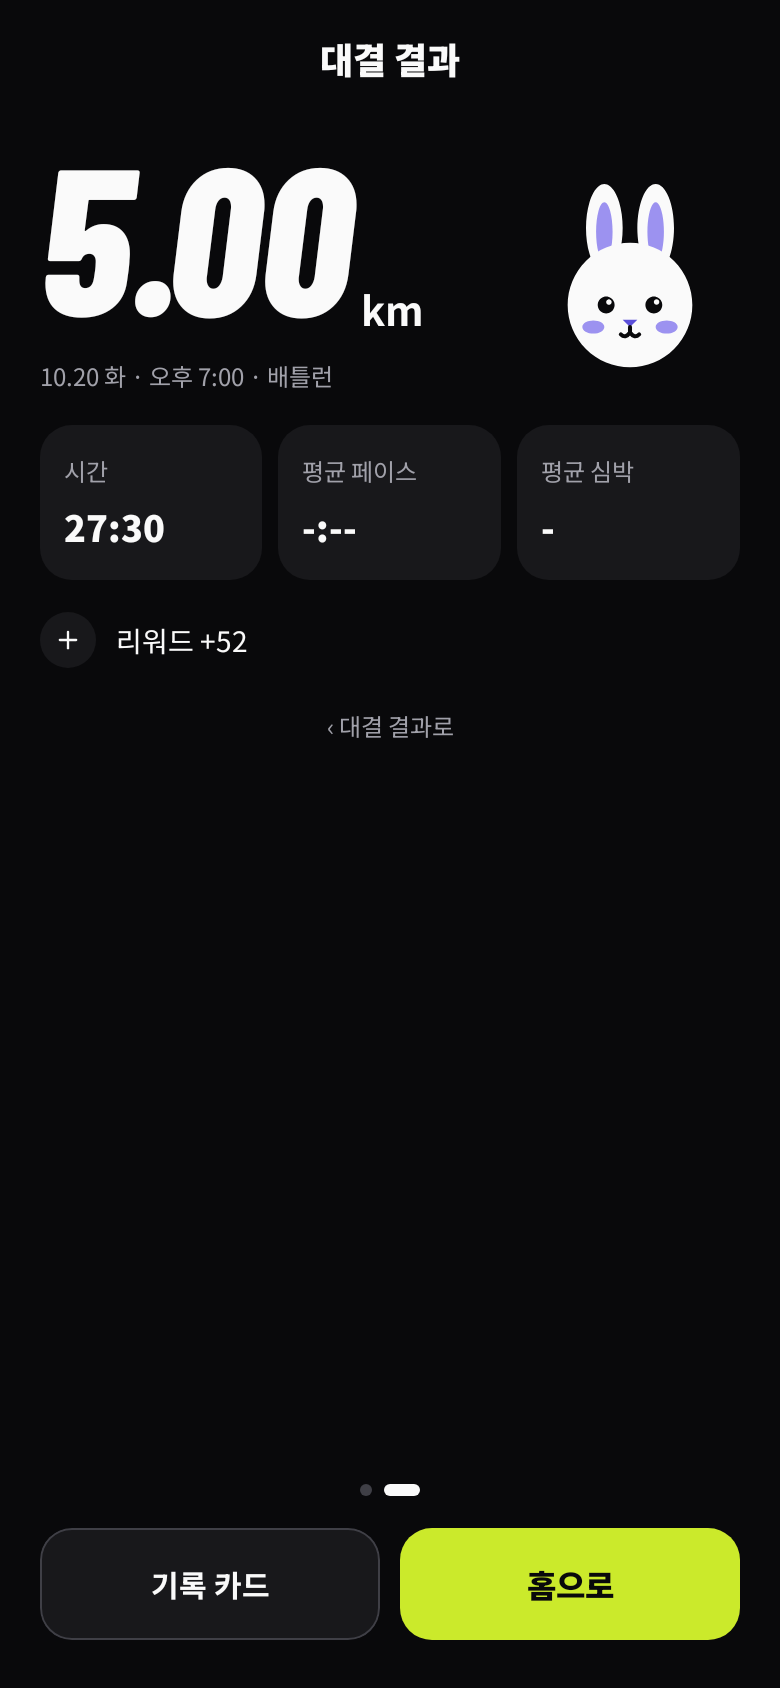 대결 결과
5.00 km
10.20 화 · 오후 7:00 · 배틀런
시간
27:30
평균 페이스
-:--
평균 심박
-
+ 리워드 +52
‹ 대결 결과로
기록 카드
홈으로